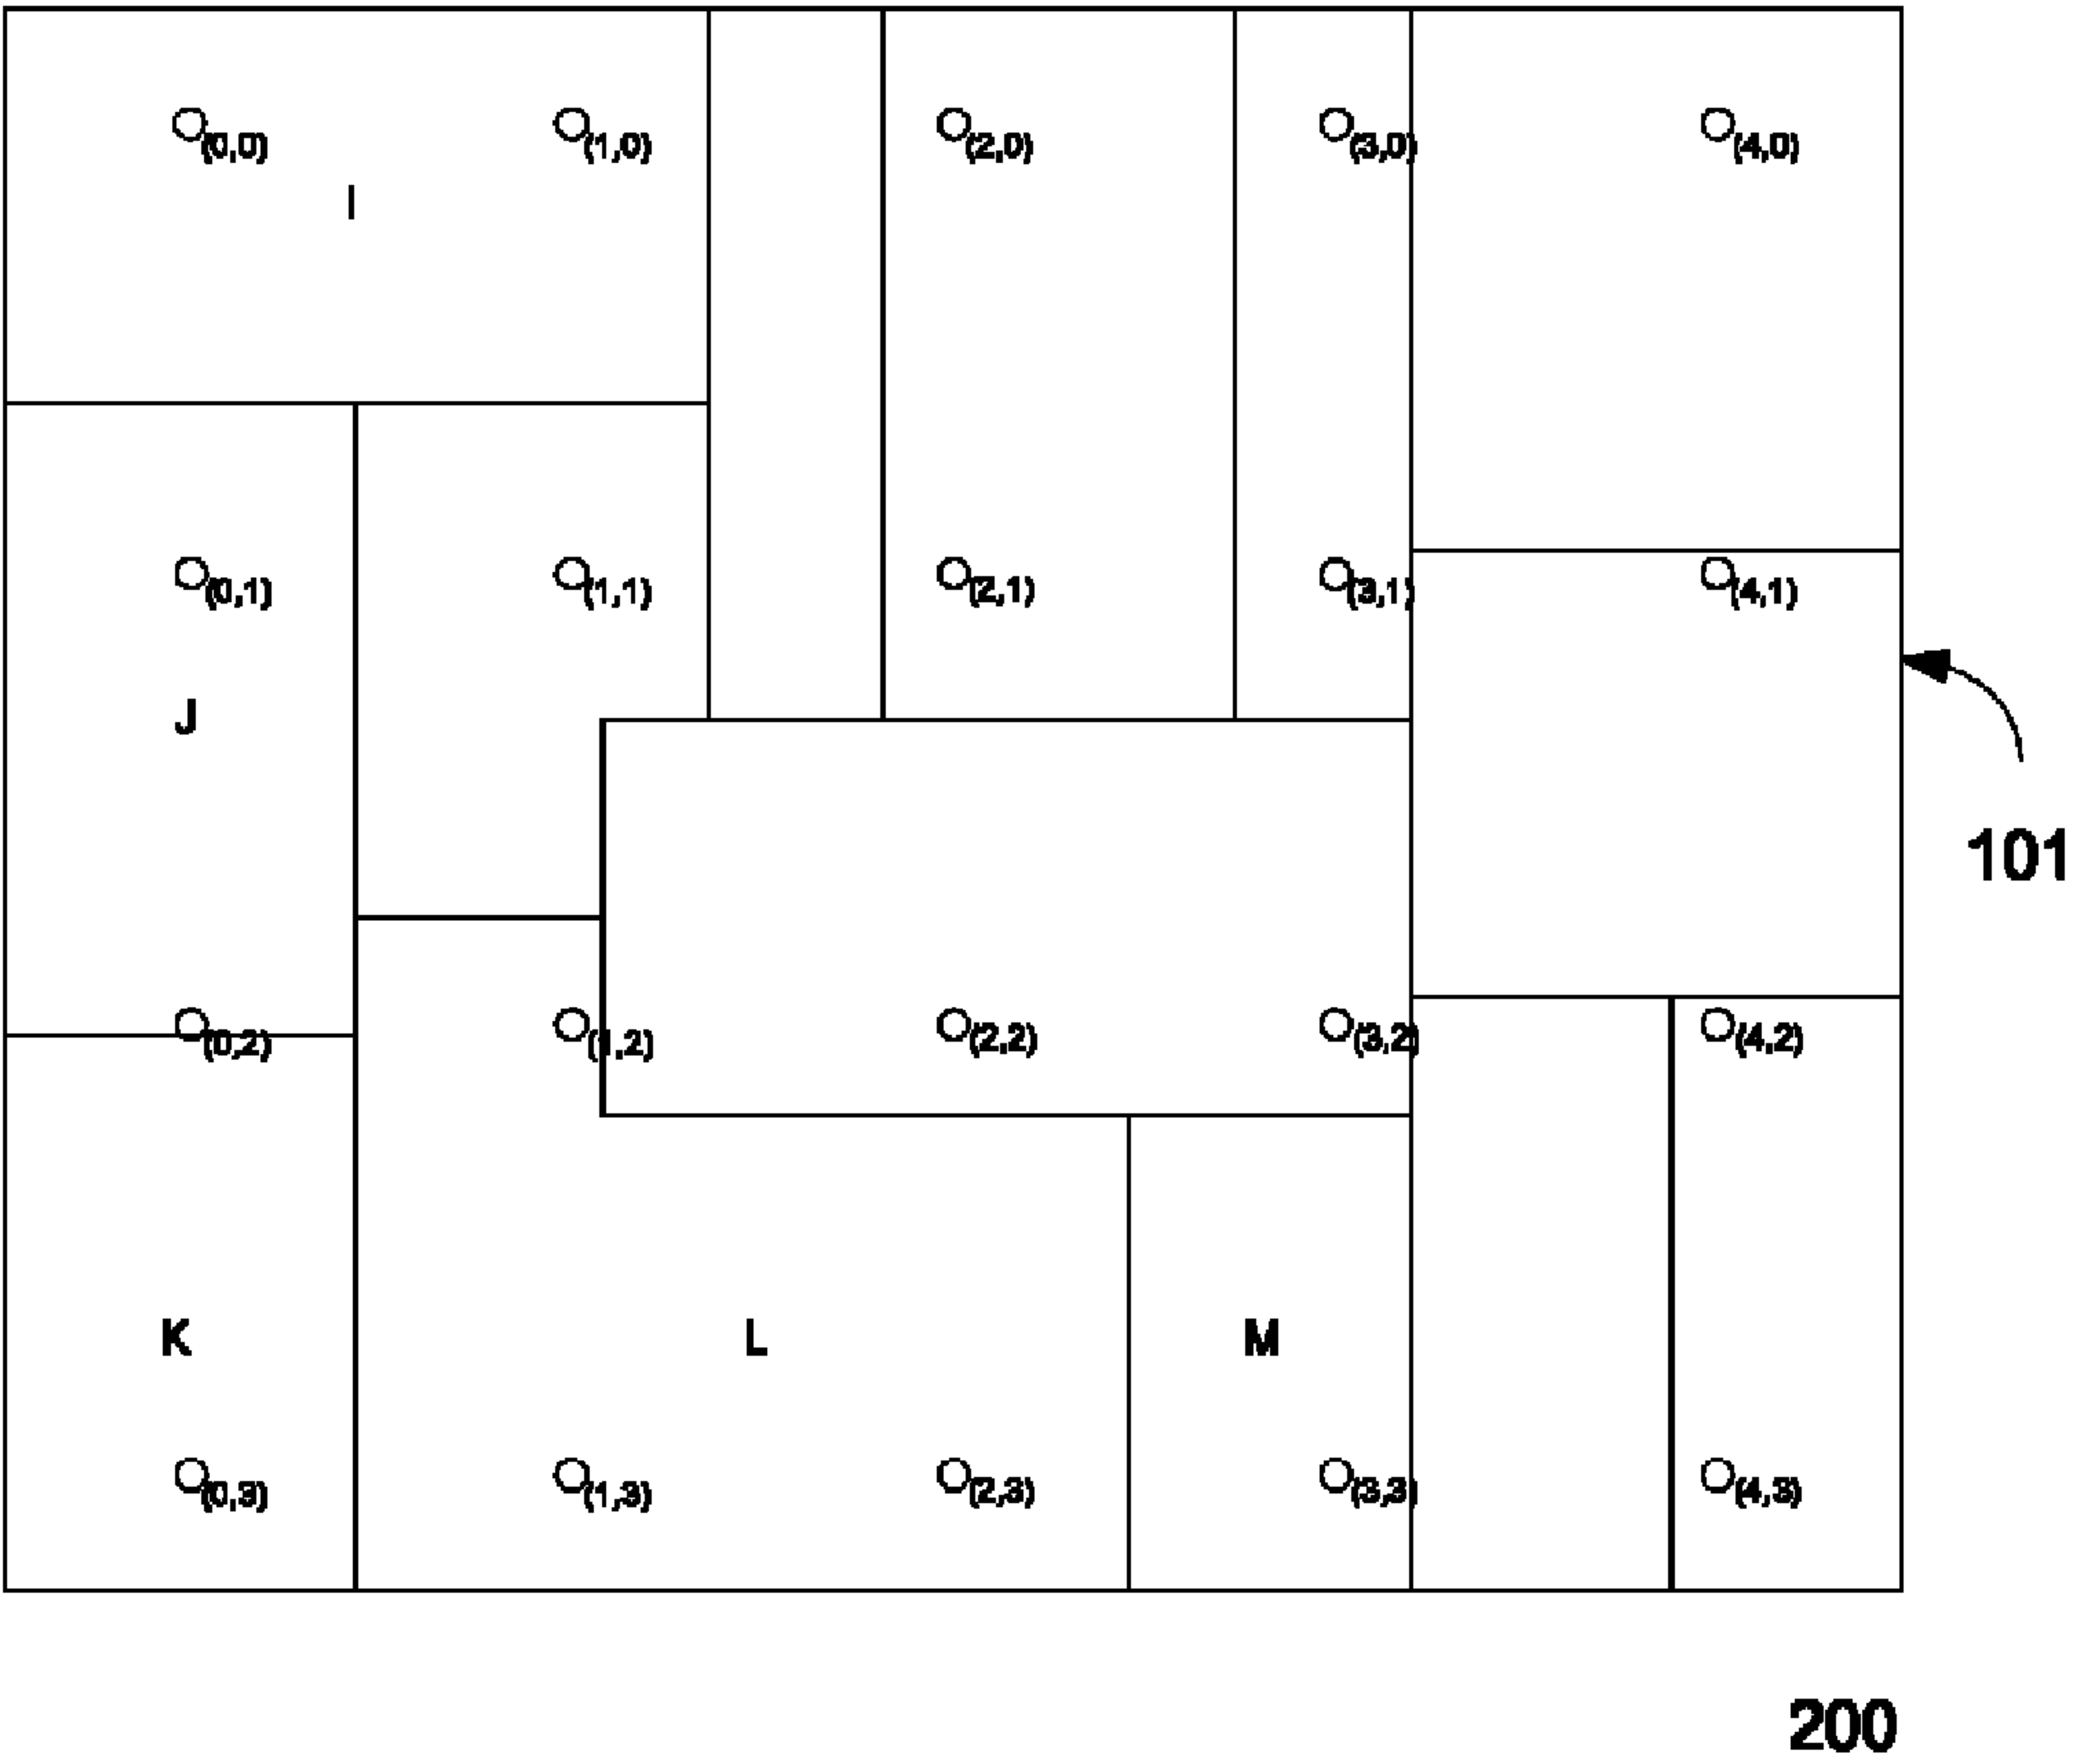 (0,0) (1,0) (2,0) (3,0) (4,0)
I
(0,1) (1,1) (2,1) (3,1) (4,1)
J
101
(0,2) (1,2) (2,2) (3,2) (4,2)
K L M
(0,3) (1,3) (2,3) (3,3) (4,3)
200